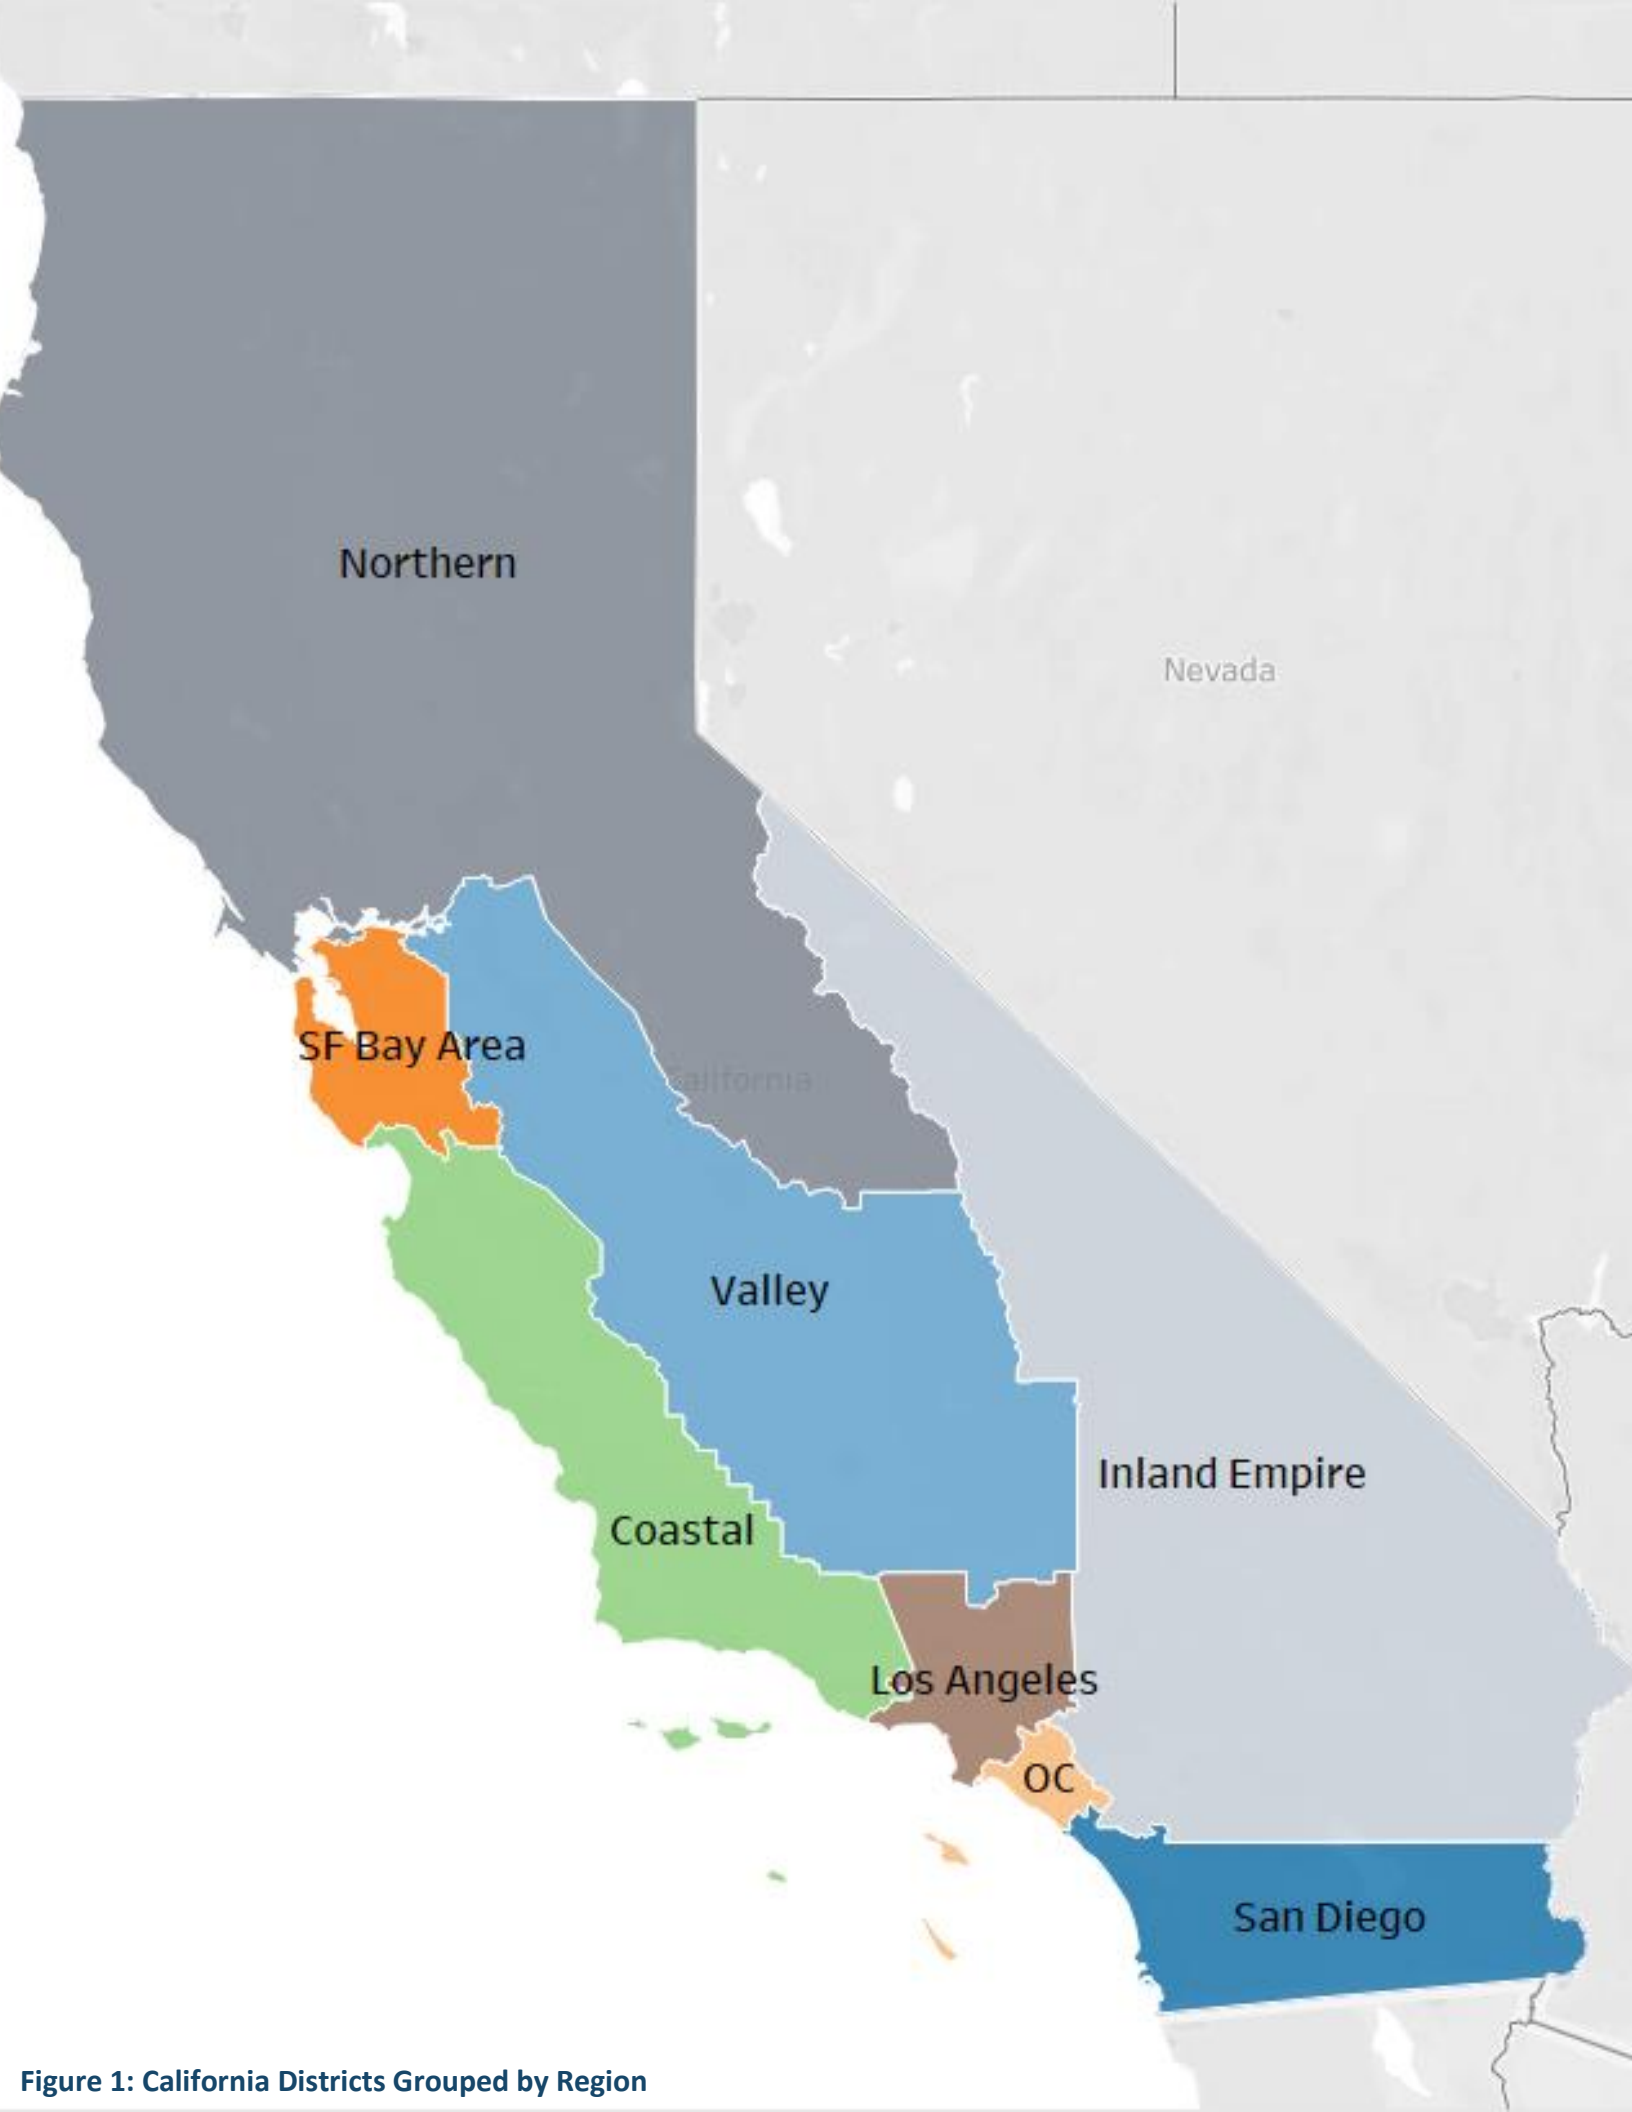 Northern
Nevada
SF Bay Area
California
Valley
Inland Empire
Coastal
Los Angeles
OC
San Diego
Figure 1: California Districts Grouped by Region